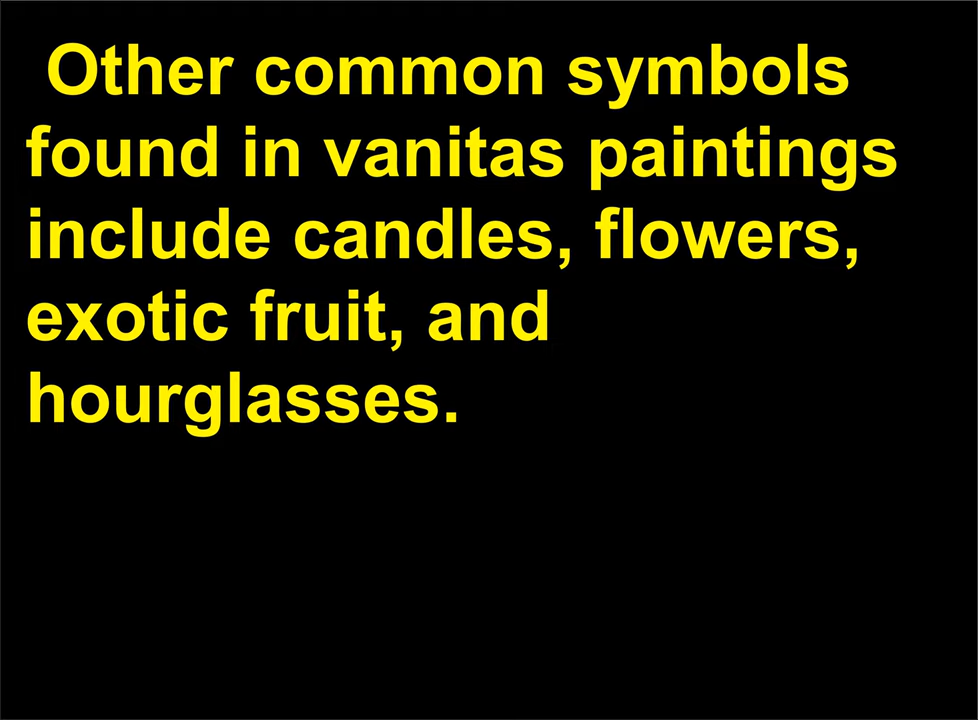 Other common symbols
found in vanitas paintings
include candles, flowers,
exotic fruit, and
hourglasses.